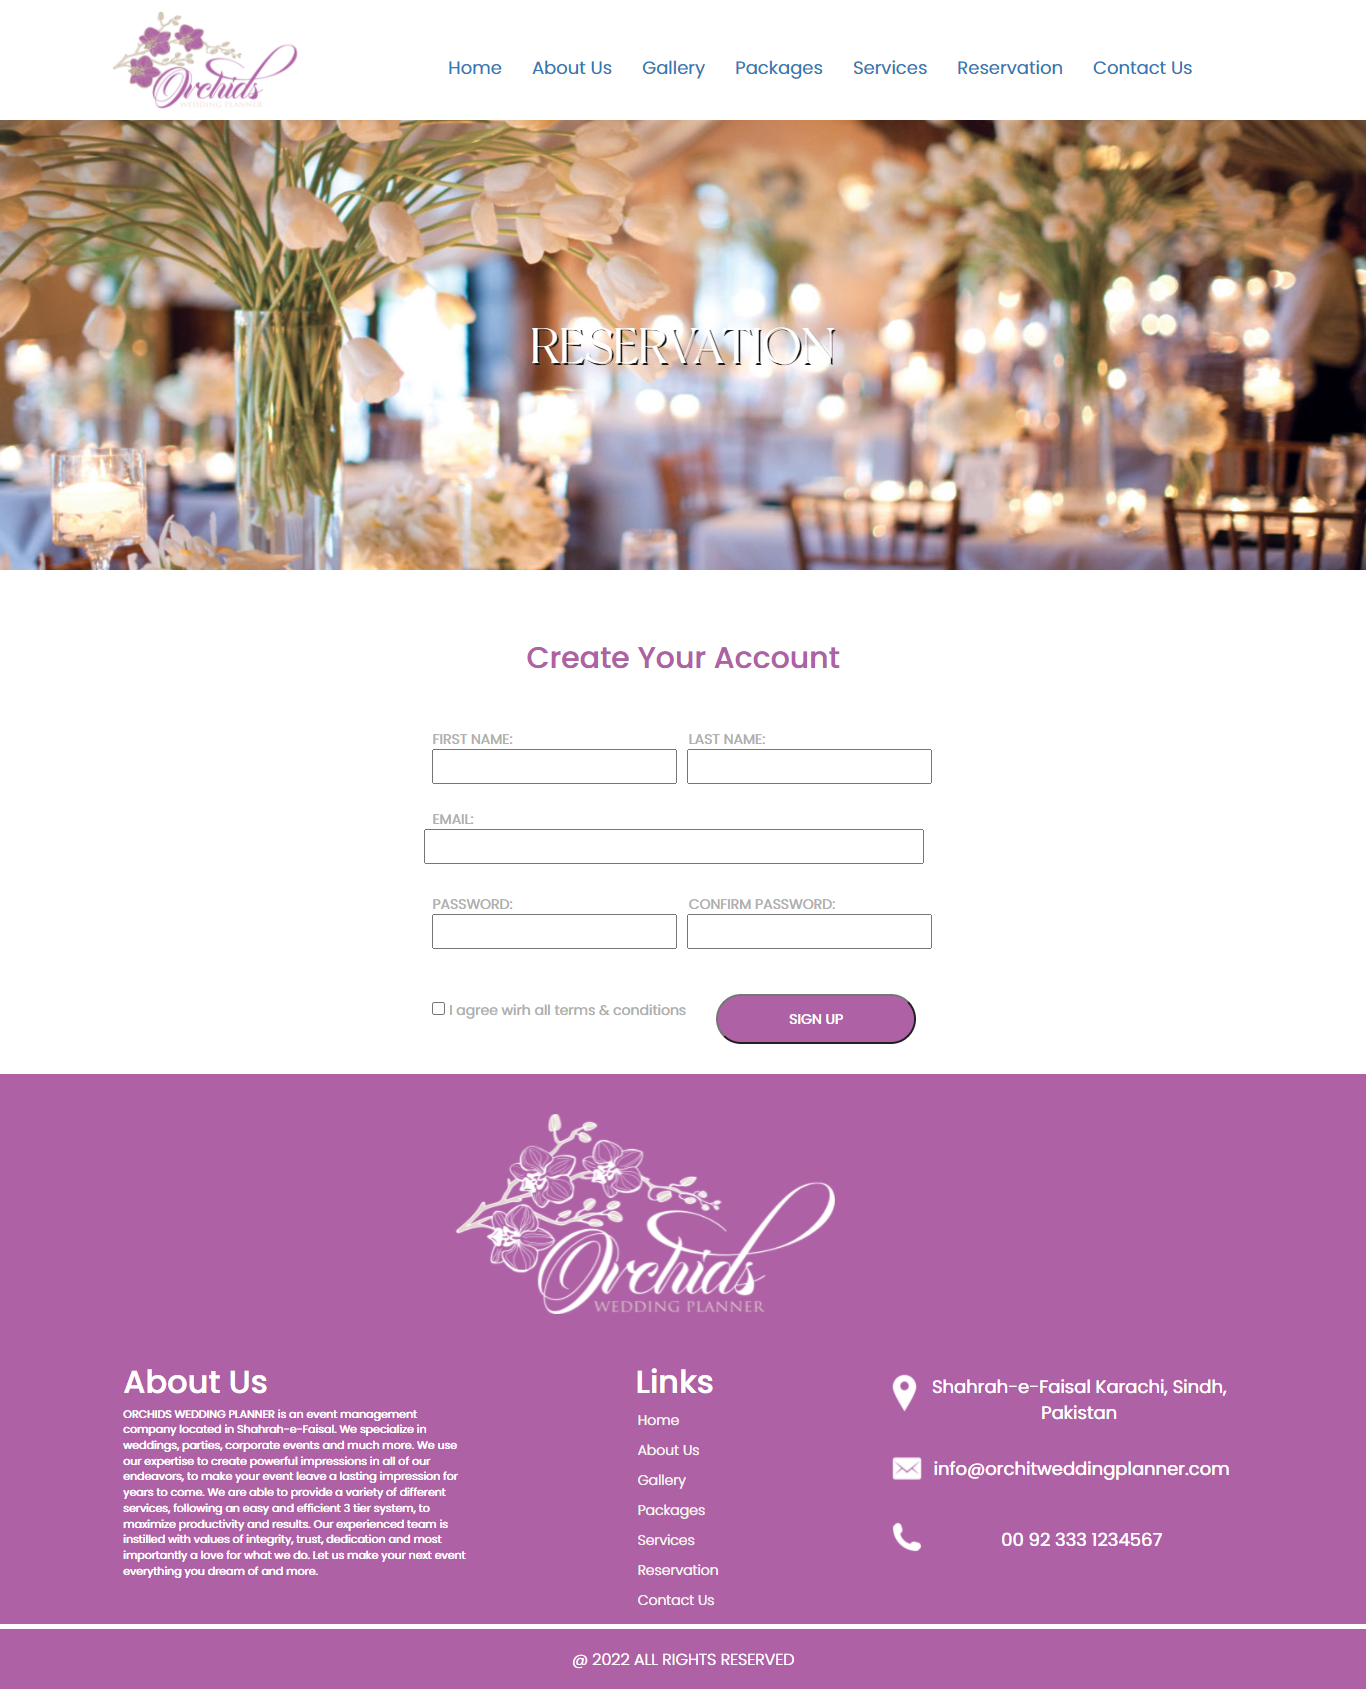 Orchids
WEDDING PLANNER
Home About Us Gallery Packages Services Reservation Contact Us
RESERVATION
Create Your Account
FIRST NAME: LAST NAME:
EMAIL:
PASSWORD: CONFIRM PASSWORD:
I agree wirh all terms & conditions SIGN UP
Orchids
WEDDING PLANNER
About Us
ORCHIDS WEDDING PLANNER is an event management
company located in Shahrah-e-Faisal. We specialize in
weddings, parties, corporate events and much more. We use
our expertise to create powerful impressions in all of our
endeavors, to make your event leave a lasting impression for
years to come. We are able to provide a variety of different
services, following an easy and efficient 3 tier system, to
maximize productivity and results. Our experienced team is
instilled with values of integrity, trust, dedication and most
importantly a love for what we do. Let us make your next event
everything you dream of and more.
Links
Home
About Us
Gallery
Packages
Services
Reservation
Contact Us
Shahrah-e-Faisal Karachi, Sindh,
Pakistan
info@orchitweddingplanner.com
00 92 333 1234567
@ 2022 ALL RIGHTS RESERVED